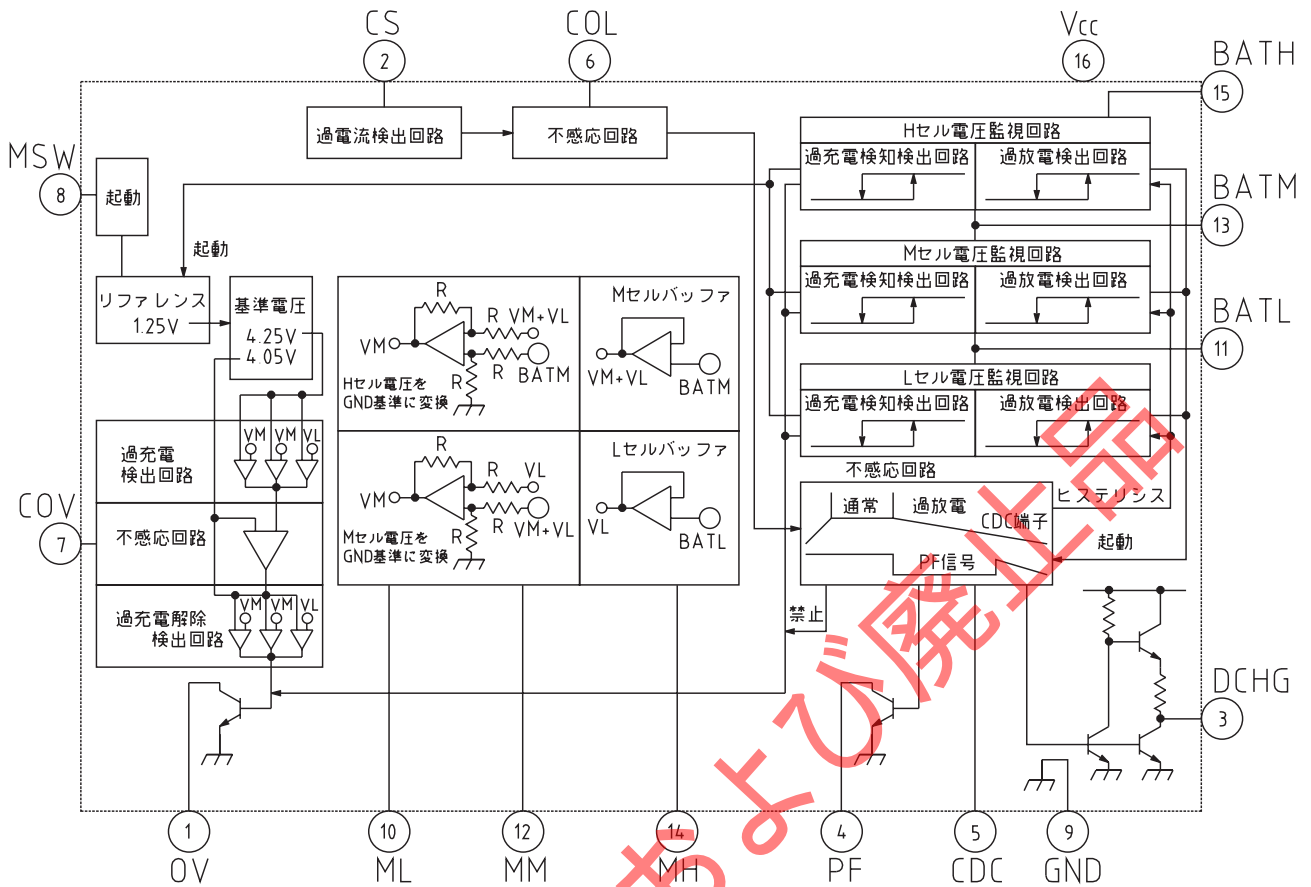 CS
2
COL
6
Vcc
16
BATH
15
過電流検出回路
不感応回路
Hセル電圧監視回路
過充電検知検出回路
過放電検出回路
MSW
8
起動
BATM
13
起動
Mセル電圧監視回路
過充電検知検出回路
過放電検出回路
リファレンス
1.25V
基準電圧
4.25V
4.05V
R
R
VM+VL
VM
R
R
BATM
Hセル電圧を
GND基準に変換
Mセルバッファ
VM+VL
BATM
BATL
11
Lセル電圧監視回路
過充電検知検出回路
過放電検出回路
過充電
検出回路
VM
VM
VL
R
R
VL
VM
R
R
VM+VL
Mセル電圧を
GND基準に変換
Lセルバッファ
VL
BATL
COV
7
不感応回路
不感応回路
通常
過放電
CDC端子
PF信号
ヒステリシス
起動
過充電解除
検出回路
VM
VM
VL
禁止
DCHG
3
1
OV
10
ML
12
MM
14
MH
4
PF
5
CDC
9
GND
および廃止品